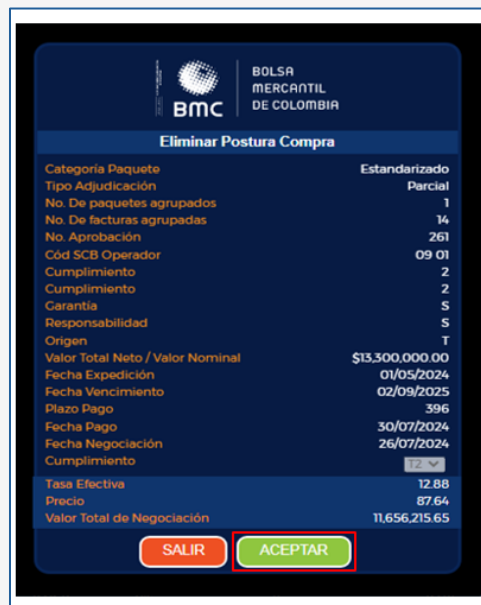 BMC
BOLSA
MERCANTIL
DE COLOMBIA
Eliminar Postura Compra
Categoría Paquete Estandarizado
Tipo Adjudicación Parcial
No. De paquetes agrupados 1
No. De facturas agrupadas 14
No. Aprobación 261
Cód SCB Operador 09 01
Cumplimiento 2
Cumplimiento 2
Garantía S
Responsabilidad S
Origen T
Valor Total Neto / Valor Nominal $13,300,000.00
Fecha Expedición 01/05/2024
Fecha Vencimiento 02/09/2025
Plazo Pago 396
Fecha Pago 30/07/2024
Fecha Negociación 26/07/2024
Cumplimiento T2
Tasa Efectiva 12.88
Precio 87.64
Valor Total de Negociación 11,656,215.65
SALIR ACEPTAR